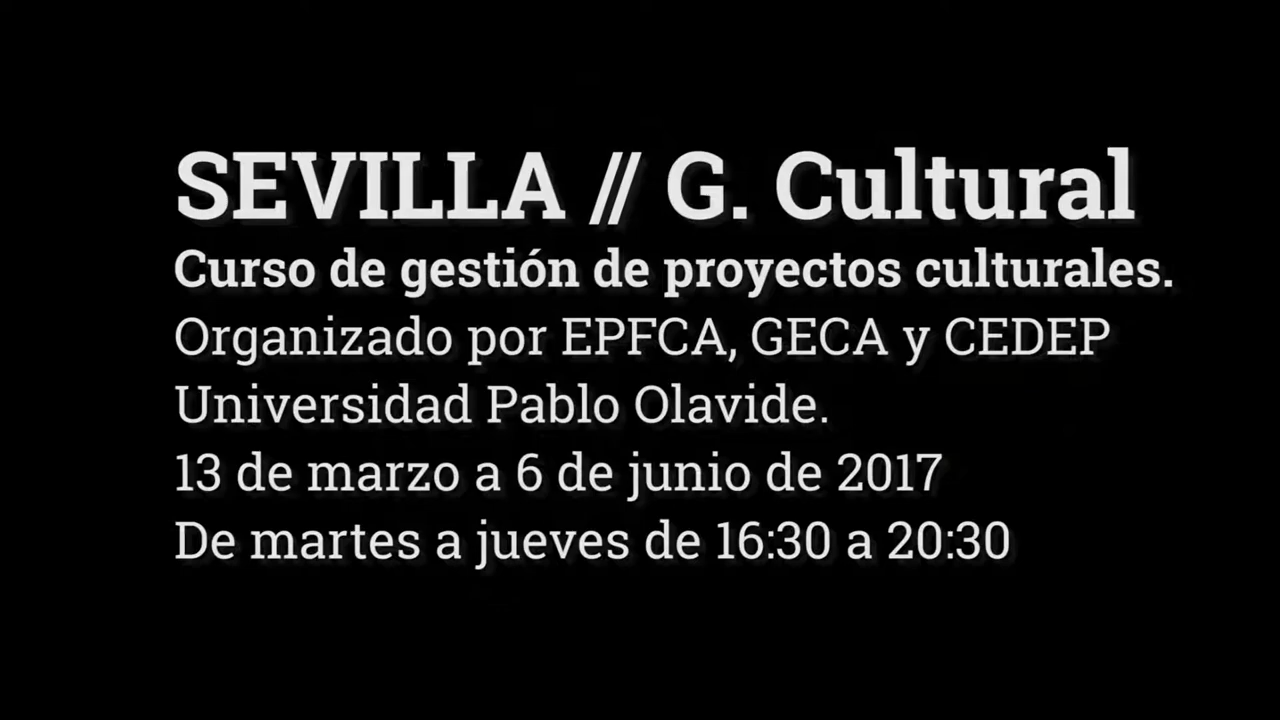 SEVILLA // G. Cultural
Curso de gestión de proyectos culturales.
Organizado por EPFCA, GECA y CEDEP
Universidad Pablo Olavide.
13 de marzo a 6 de junio de 2017
De martes a jueves de 16:30 a 20:30